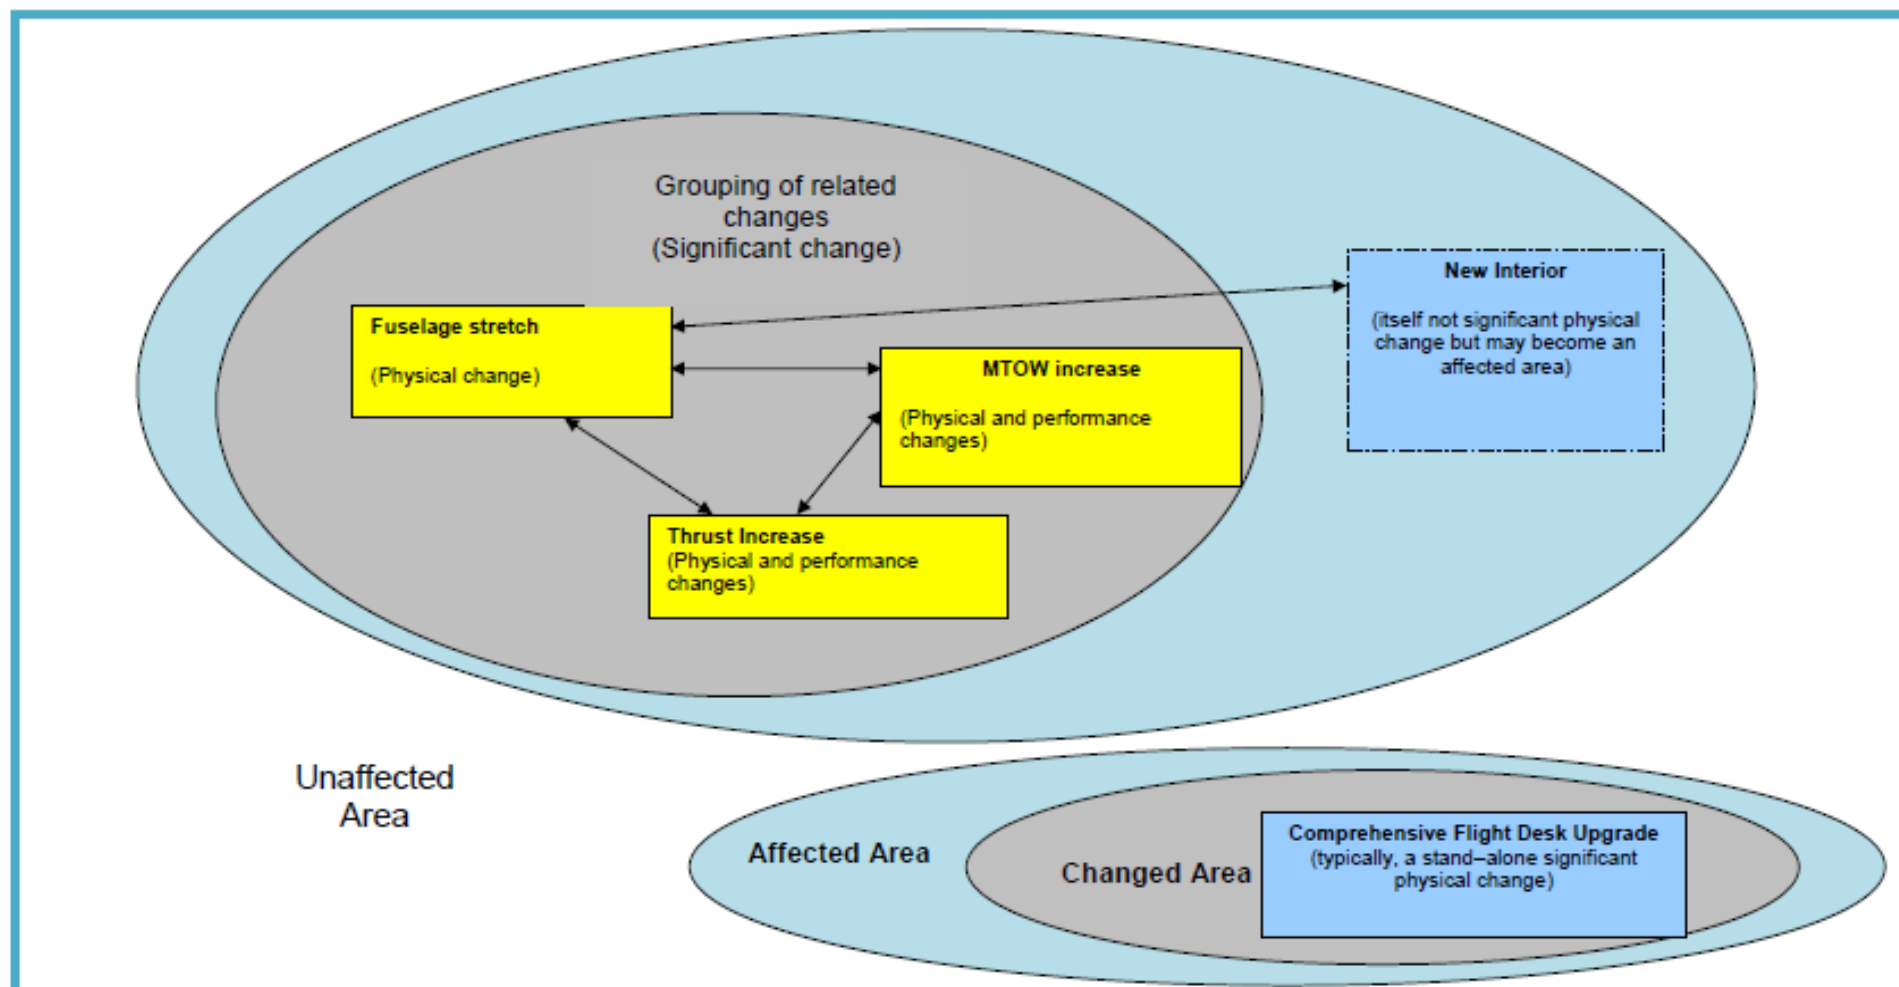 Grouping of related
changes
(Significant change)
Fuselage stretch
(Physical change)
MTOW increase
(Physical and performance
changes)
Thrust Increase
(Physical and performance
changes)
New Interior
(itself not significant physical
change but may become an
affected area)
Unaffected
Area
Affected Area
Changed Area
Comprehensive Flight Desk Upgrade
(typically, a stand–alone significant
physical change)